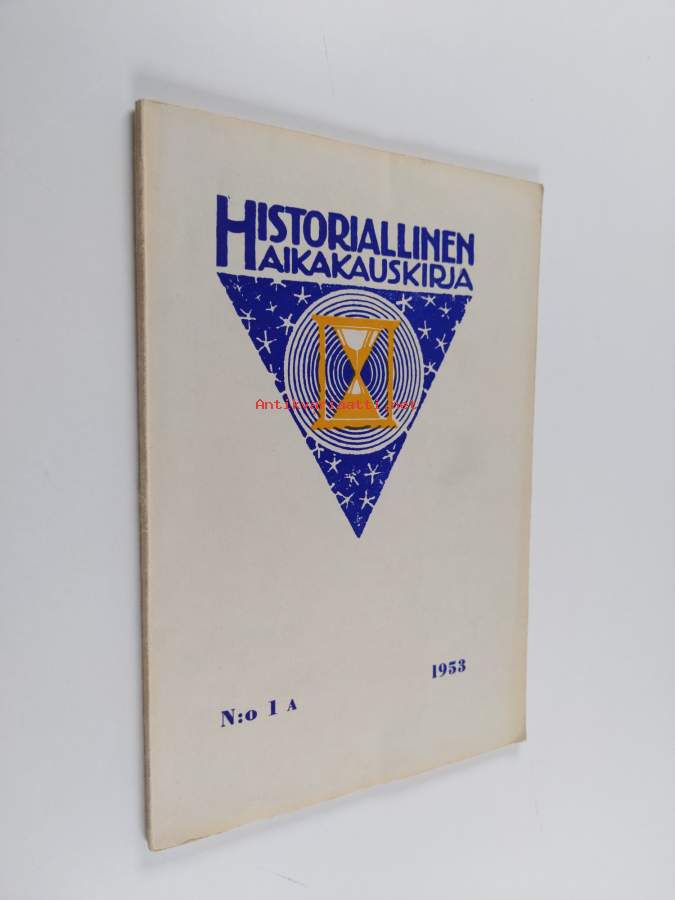 HISTORIALLINEN
AIKAKAUSKIRJA
Antikvariaatti.net
N:o 1 A
1953